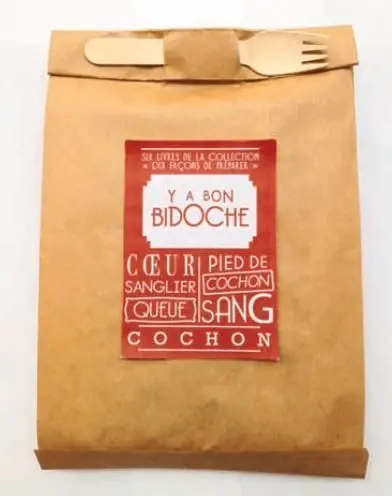 SIX LIVRES DE LA COLLECTION
« DIX FAÇONS DE PRÉPARER »
Y A BON
BIDOCHE
CŒUR
SANGLIER
QUEUE
PIED DE
COCHON
SANG
COCHON